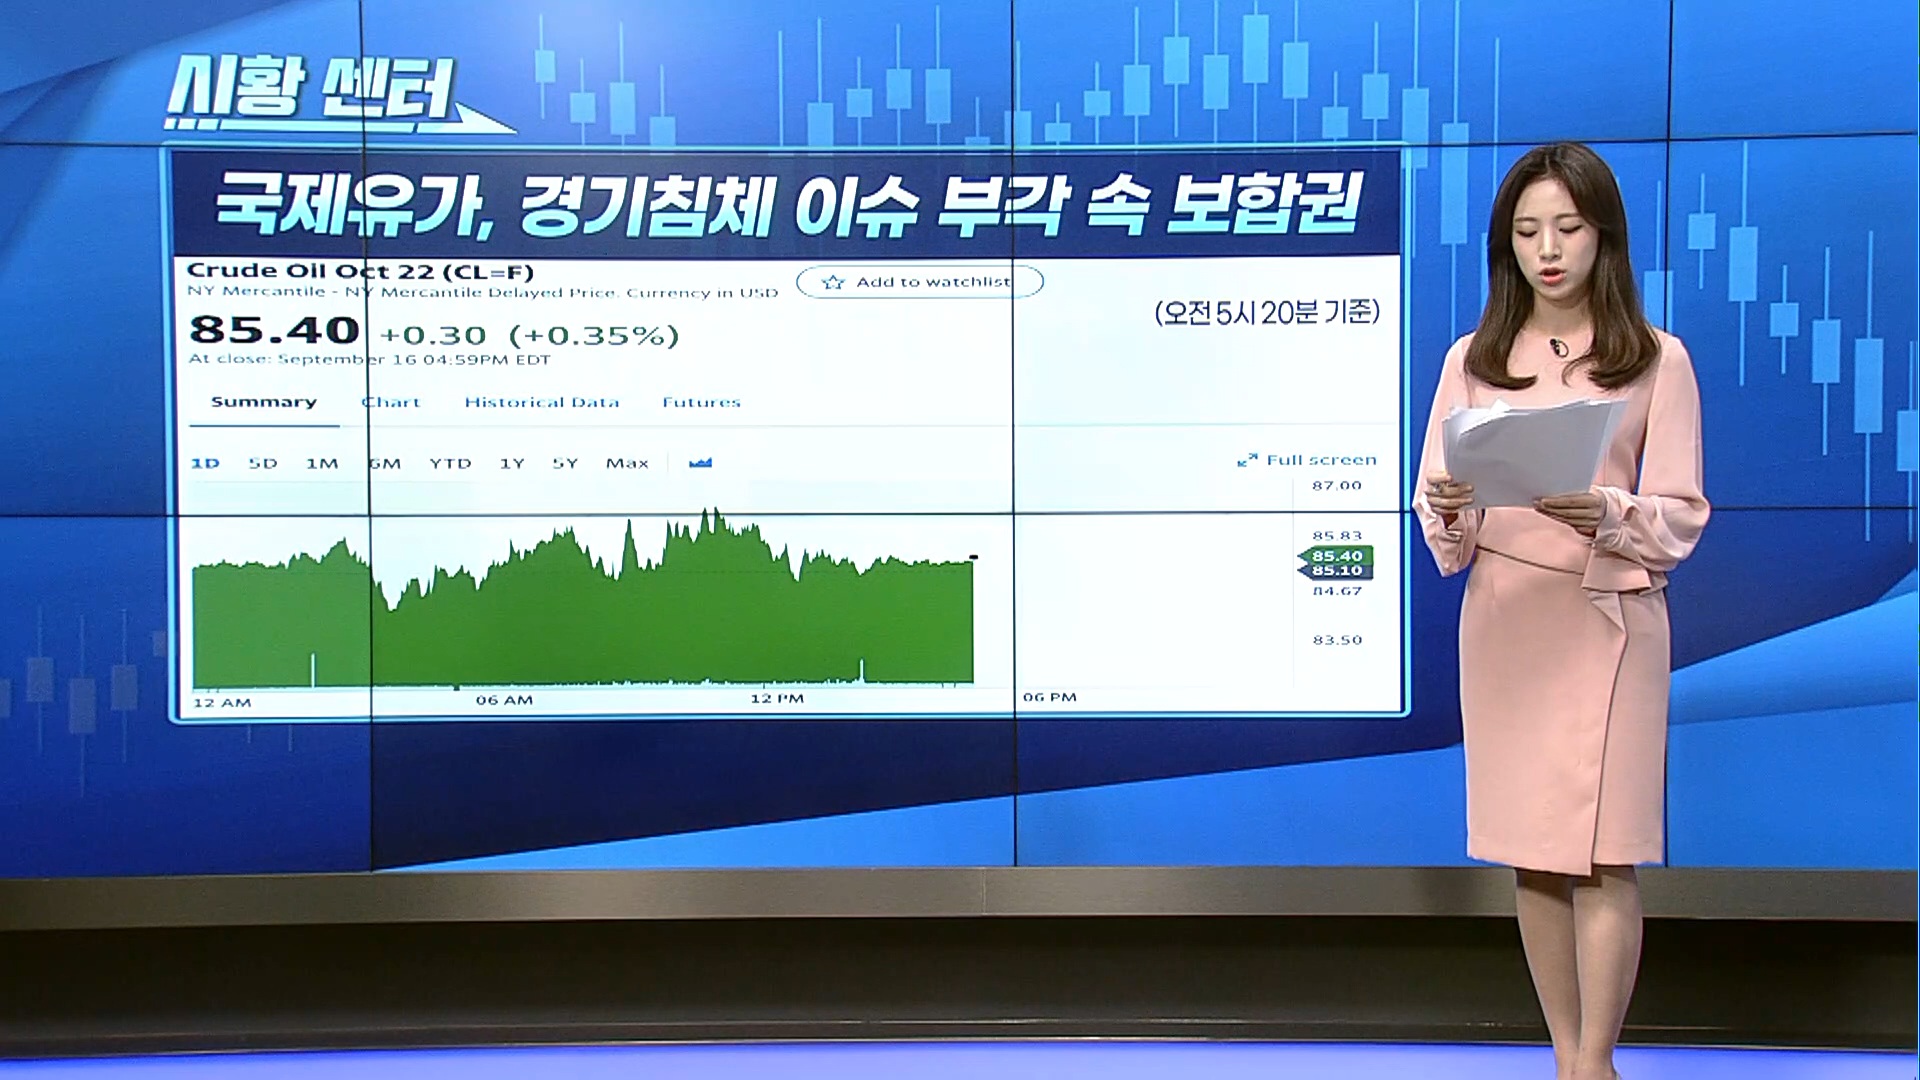 시황 센터
국제유가, 경기침체 이슈 부각 속 보합권
Crude Oil Oct 22 (CL=F)
NY Mercantile - NY Mercantile Delayed Price. Currency in USD
Add to watchlist
(오전 5시 20분 기준)
85.40 +0.30 (+0.35%)
At close: September 16 04:59PM EDT
Summary Chart Historical Data Futures
1D 5D 1M 6M YTD 1Y 5Y Max
Full screen
87.00
85.83
85.40
85.10
84.67
83.50
12 AM 06 AM 12 PM 06 PM